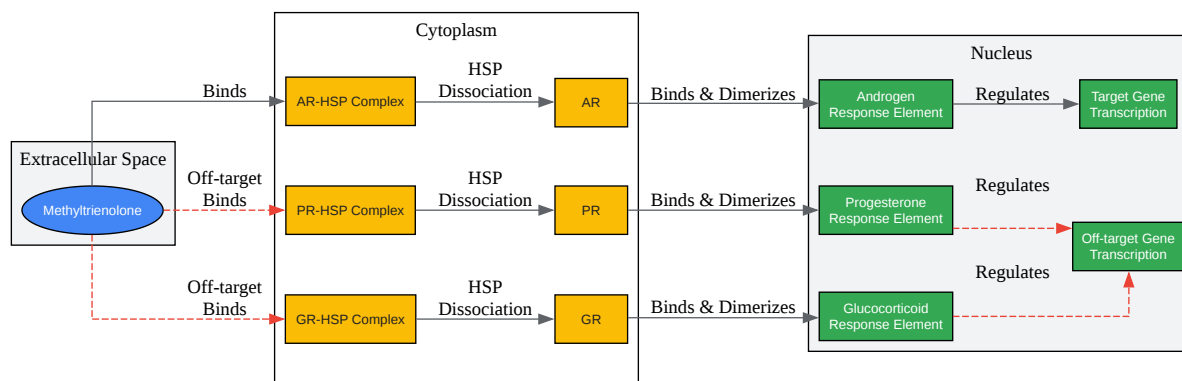 Cytoplasm
Nucleus
Extracellular Space
Methyltrienolone
Binds
AR-HSP Complex
HSP
Dissociation
AR
Binds & Dimerizes
Androgen
Response Element
Regulates
Target Gene
Transcription
Off-target
Binds
PR-HSP Complex
HSP
Dissociation
PR
Binds & Dimerizes
Progesterone
Response Element
Regulates
Off-target Gene
Transcription
Off-target
Binds
GR-HSP Complex
HSP
Dissociation
GR
Binds & Dimerizes
Glucocorticoid
Response Element
Regulates